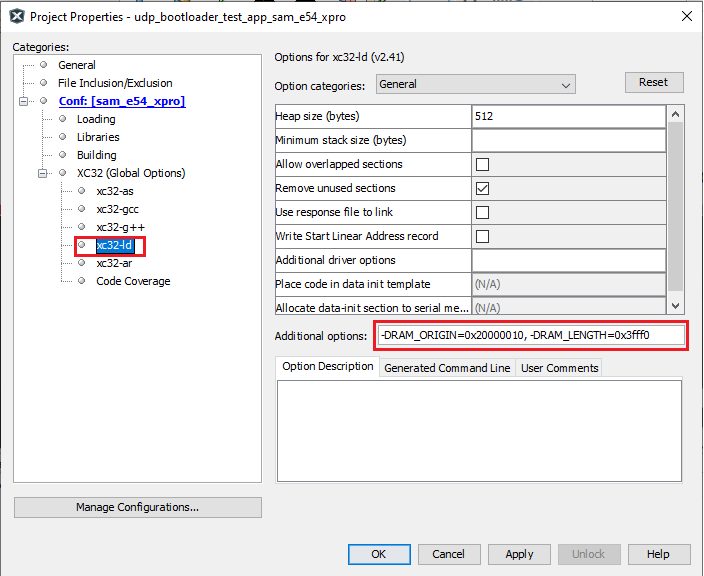 Project Properties - udp_bootloader_test_app_sam_e54_xpro
Categories:
General
File Inclusion/Exclusion
Conf: [sam_e54_xpro]
Loading
Libraries
Building
XC32 (Global Options)
xc32-as
xc32-gcc
xc32-g++
xc32-ld
xc32-ar
Code Coverage
Manage Configurations...
Options for xc32-ld (v2.41)
Option categories: General Reset
Heap size (bytes) 512
Minimum stack size (bytes)
Allow overlapped sections
Remove unused sections
Use response file to link
Write Start Linear Address record
Additional driver options
Place code in data init template (N/A)
Allocate data-init section to serial me... (N/A)
Additional options: -DRAM_ORIGIN=0x20000010, -DRAM_LENGTH=0x3fff0
Option Description Generated Command Line User Comments
OK Cancel Apply Unlock Help